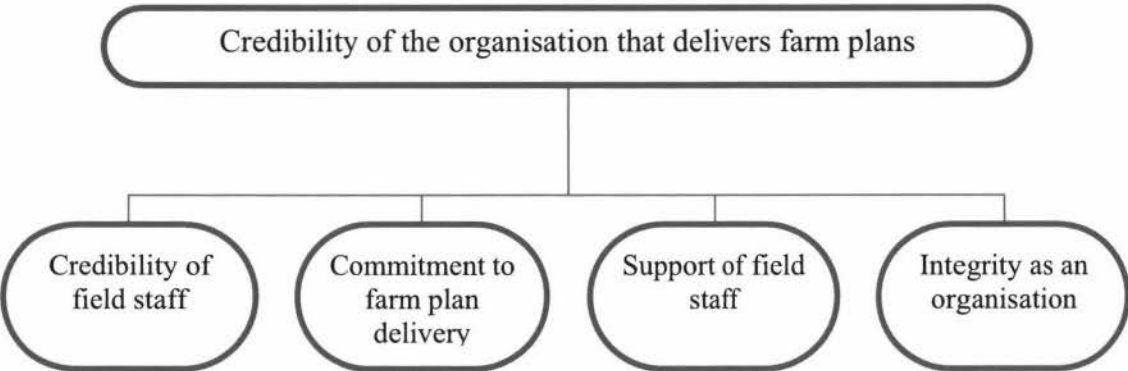 Credibility of the organisation that delivers farm plans
Credibility of
field staff
Commitment to
farm plan
delivery
Support of field
staff
Integrity as an
organisation